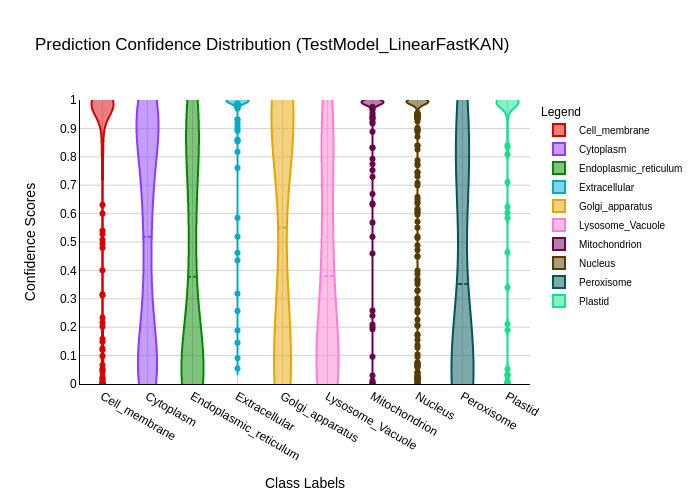 Prediction Confidence Distribution (TestModel_LinearFastKAN)
Legend
Cell_membrane
Cytoplasm
Endoplasmic_reticulum
Extracellular
Golgi_apparatus
Lysosome_Vacuole
Mitochondrion
Nucleus
Peroxisome
Plastid
Confidence Scores
1
0.9
0.8
0.7
0.6
0.5
0.4
0.3
0.2
0.1
0
Cell_membrane
Cytoplasm
Endoplasmic_reticulum
Extracellular
Golgi_apparatus
Lysosome_Vacuole
Mitochondrion
Nucleus
Peroxisome
Plastid
Class Labels